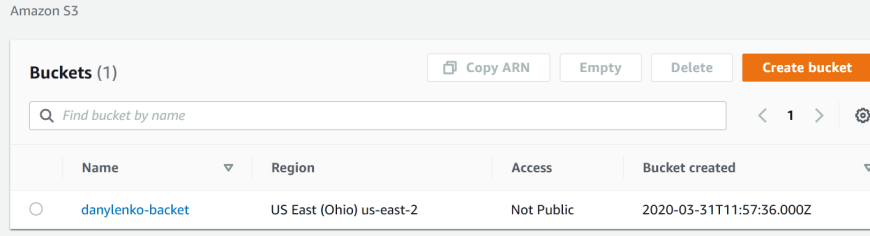 Amazon S3
Buckets (1)
Copy ARN
Empty
Delete
Create bucket
Find bucket by name
1
Name Region Access Bucket created
danylenko-backet US East (Ohio) us-east-2 Not Public 2020-03-31T11:57:36.000Z